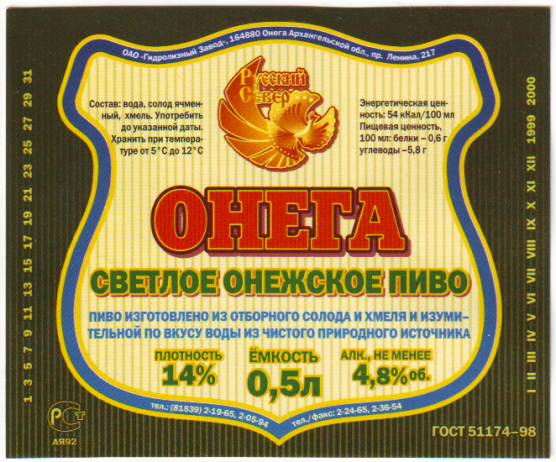 ОАО «Гидролизный Завод», 164880 Онега Архангельской обл., пр. Ленина, 217
Русский
Север
Состав: вода, солод ячмен-
ный, хмель. Употребить
до указанной даты.
Хранить при темпера-
туре от 5°С до 12°С
Энергетическая цен-
ность: 54 кКал/100 мл
Пищевая ценность,
100 мл: белки – 0,6 г
углеводы –5,8 г
ОНЕГА
СВЕТЛОЕ ОНЕЖСКОЕ ПИВО
ПИВО ИЗГОТОВЛЕНО ИЗ ОТБОРНОГО СОЛОДА И ХМЕЛЯ И ИЗУМИ–
ТЕЛЬНОЙ ПО ВКУСУ ВОДЫ ИЗ ЧИСТОГО ПРИРОДНОГО ИСТОЧНИКА
ПЛОТНОСТЬ
14%
ЁМКОСТЬ
0,5л
АЛК., НЕ МЕНЕЕ
4,8%об.
тел.: (81839) 2-19-65, 2-05-94
тел./факс: 2-24-65, 2-36-54
1 3 5 7 9 11 13 15 17 19 21 23 25 27 29 31
I II III IV V VI VII VIII IX X XI XII 1999 2000
РСТ
АЯ92
ГОСТ 51174–98